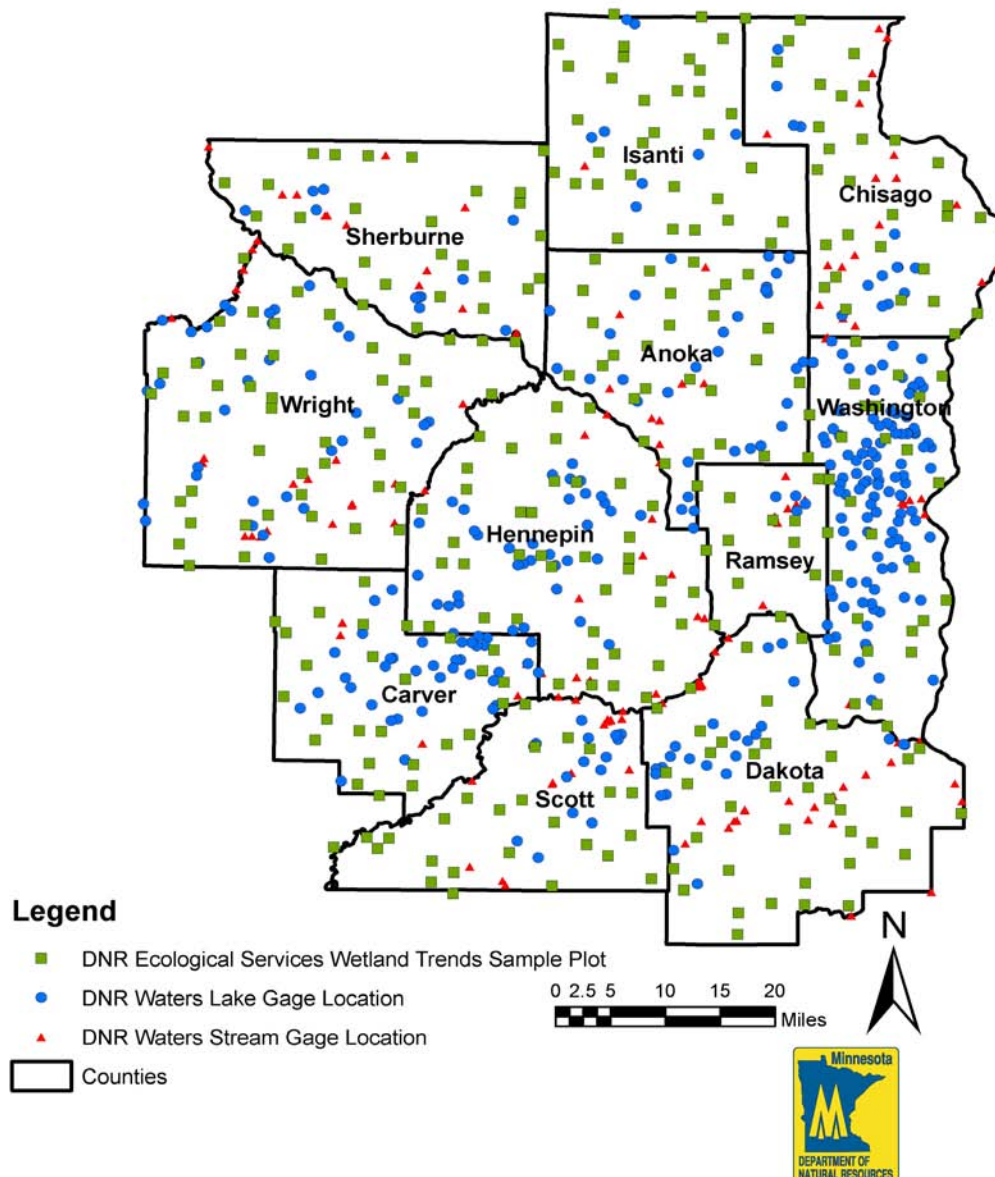 Isanti
Chisago
Sherburne
Anoka
Wright
Washington
Hennepin
Ramsey
Carver
Dakota
Scott
Legend
DNR Ecological Services Wetland Trends Sample Plot
DNR Waters Lake Gage Location
DNR Waters Stream Gage Location
Counties
N
0 2.5 5 10 15 20
Miles
Minnesota
DEPARTMENT OF
NATURAL RESOURCES